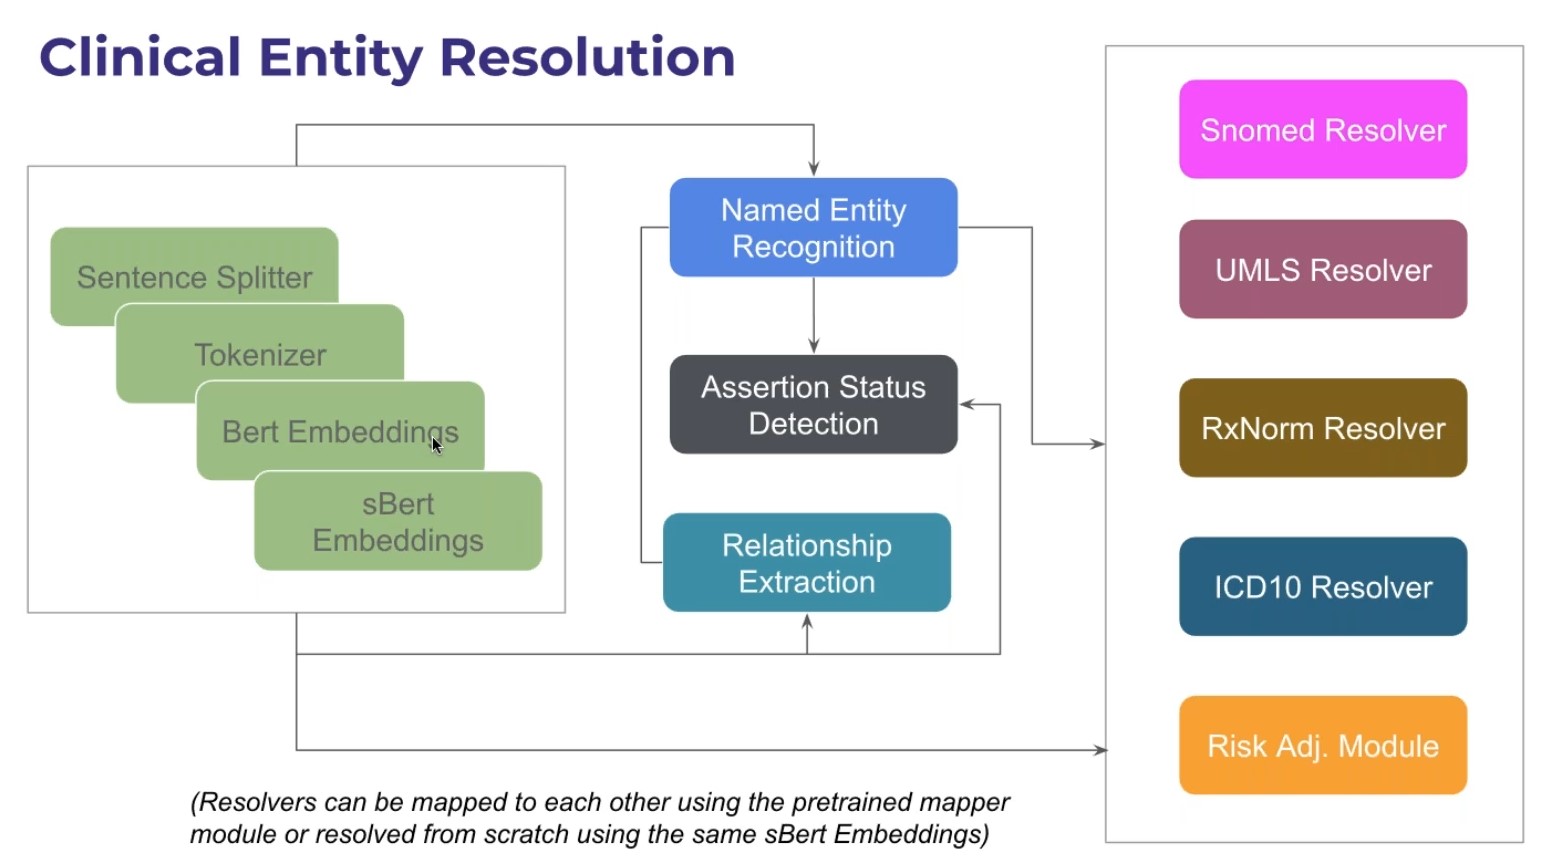 Clinical Entity Resolution
Sentence Splitter
Tokenizer
Bert Embeddings
sBert
Embeddings
Named Entity
Recognition
Assertion Status
Detection
Relationship
Extraction
Snomed Resolver
UMLS Resolver
RxNorm Resolver
ICD10 Resolver
Risk Adj. Module
(Resolvers can be mapped to each other using the pretrained mapper
module or resolved from scratch using the same sBert Embeddings)